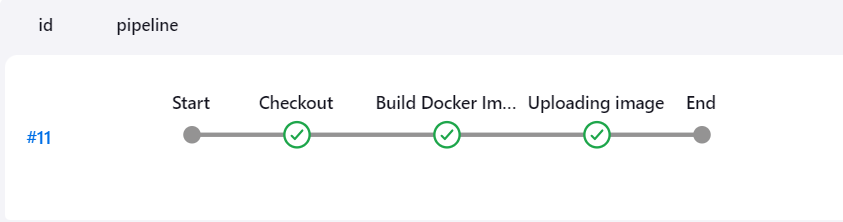 id pipeline
Start Checkout Build Docker Im... Uploading image End
#11